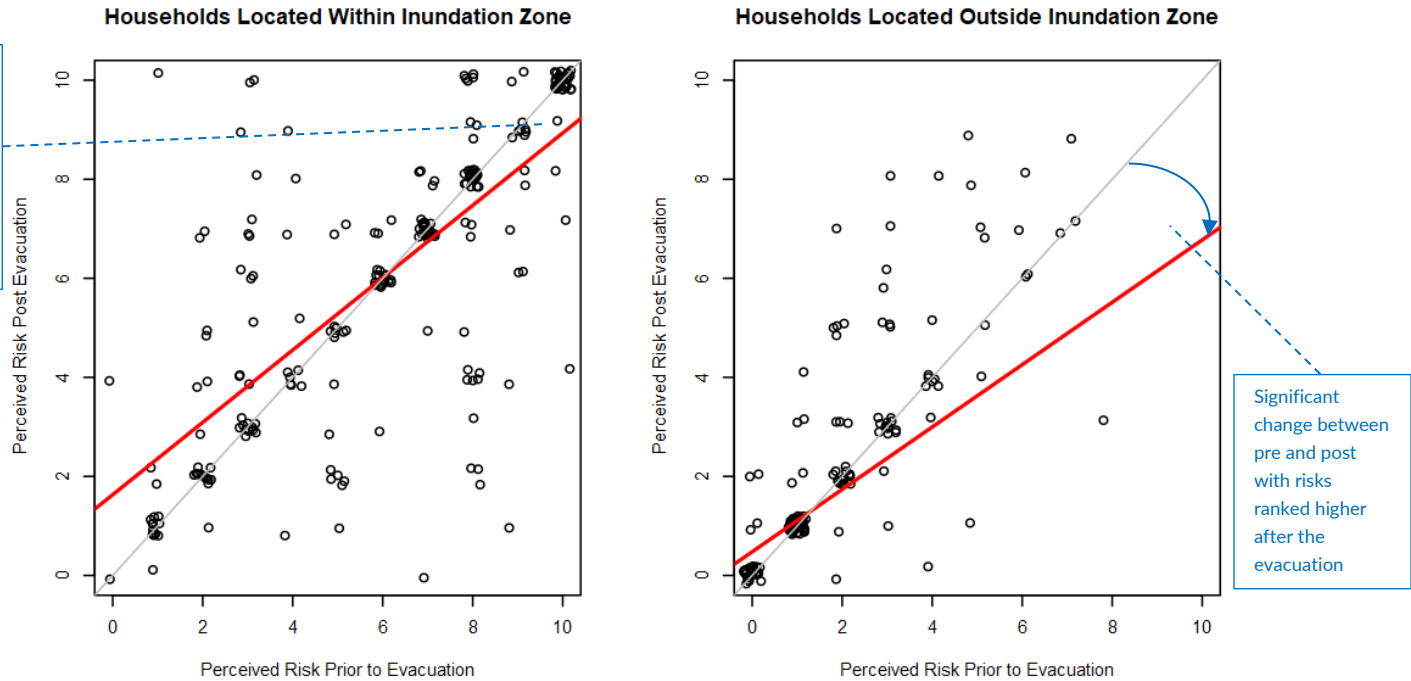 Households Located Within Inundation Zone
Perceived Risk Post Evacuation
10
8
6
4
2
0
0 2 4 6 8 10
Perceived Risk Prior to Evacuation
Households Located Outside Inundation Zone
Perceived Risk Post Evacuation
10
8
6
4
2
0
0 2 4 6 8 10
Perceived Risk Prior to Evacuation
Significant
change between
pre and post
with risks
ranked higher
after the
evacuation